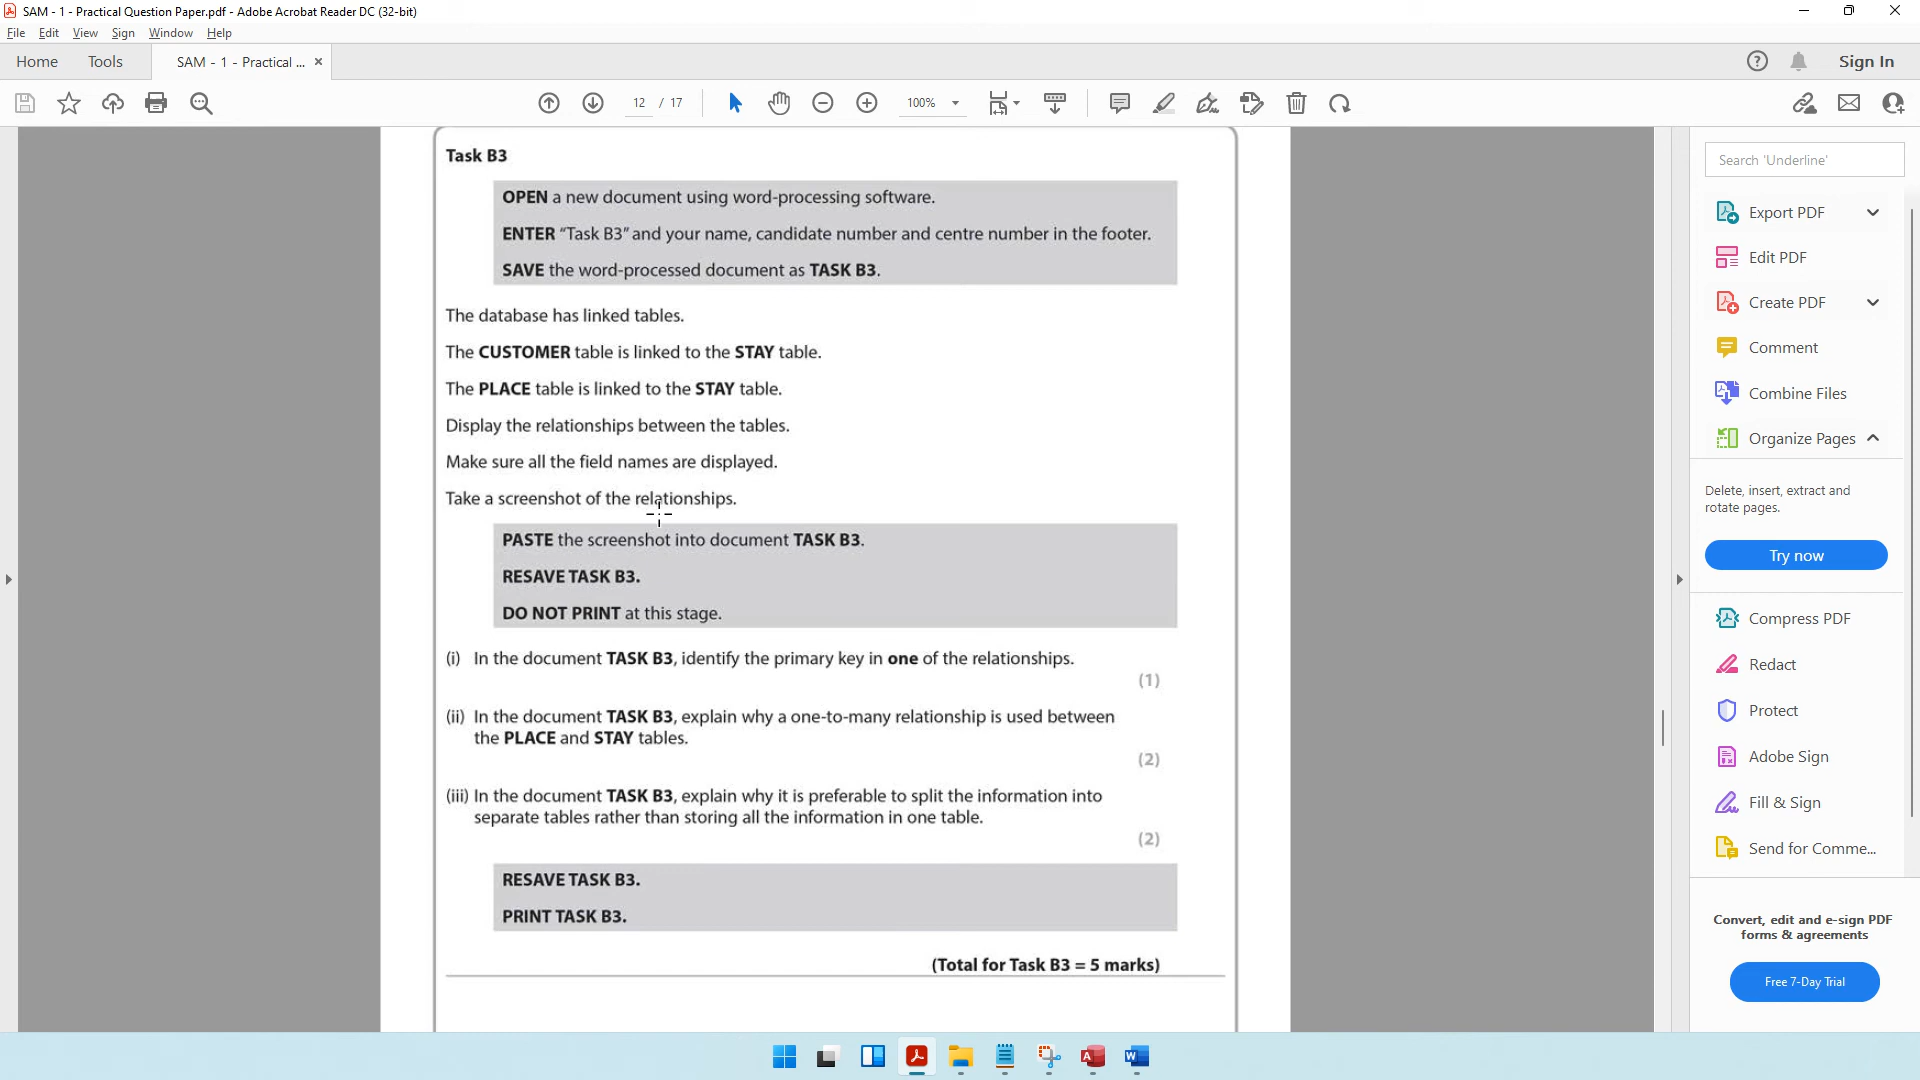 SAM - 1 - Practical Question Paper.pdf - Adobe Acrobat Reader DC (32-bit)
File Edit View Sign Window Help
Home Tools SAM - 1 - Practical ... × Sign In
12 / 17 100%
Task B3
OPEN a new document using word-processing software.
ENTER “Task B3” and your name, candidate number and centre number in the footer.
SAVE the word-processed document as TASK B3.
The database has linked tables.
The CUSTOMER table is linked to the STAY table.
The PLACE table is linked to the STAY table.
Display the relationships between the tables.
Make sure all the field names are displayed.
Take a screenshot of the relationships.
PASTE the screenshot into document TASK B3.
RESAVE TASK B3.
DO NOT PRINT at this stage.
(i) In the document TASK B3, identify the primary key in one of the relationships.
(1)
(ii) In the document TASK B3, explain why a one-to-many relationship is used between
the PLACE and STAY tables.
(2)
(iii) In the document TASK B3, explain why it is preferable to split the information into
separate tables rather than storing all the information in one table.
(2)
RESAVE TASK B3.
PRINT TASK B3.
(Total for Task B3 = 5 marks)
Search 'Underline'
Export PDF
Edit PDF
Create PDF
Comment
Combine Files
Organize Pages
Delete, insert, extract and
rotate pages.
Try now
Compress PDF
Redact
Protect
Adobe Sign
Fill & Sign
Send for Comme...
Convert, edit and e-sign PDF
forms & agreements
Free 7-Day Trial